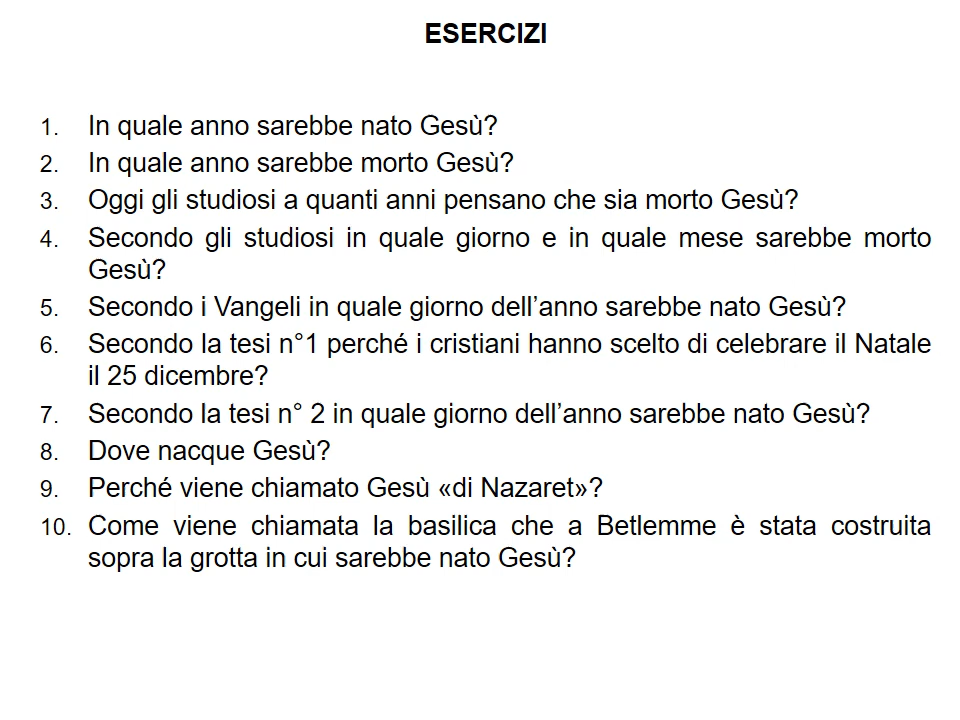 ESERCIZI
1. In quale anno sarebbe nato Gesù?
2. In quale anno sarebbe morto Gesù?
3. Oggi gli studiosi a quanti anni pensano che sia morto Gesù?
4. Secondo gli studiosi in quale giorno e in quale mese sarebbe morto
Gesù?
5. Secondo i Vangeli in quale giorno dell’anno sarebbe nato Gesù?
6. Secondo la tesi n°1 perché i cristiani hanno scelto di celebrare il Natale
il 25 dicembre?
7. Secondo la tesi n° 2 in quale giorno dell’anno sarebbe nato Gesù?
8. Dove nacque Gesù?
9. Perché viene chiamato Gesù «di Nazaret»?
10. Come viene chiamata la basilica che a Betlemme è stata costruita
sopra la grotta in cui sarebbe nato Gesù?